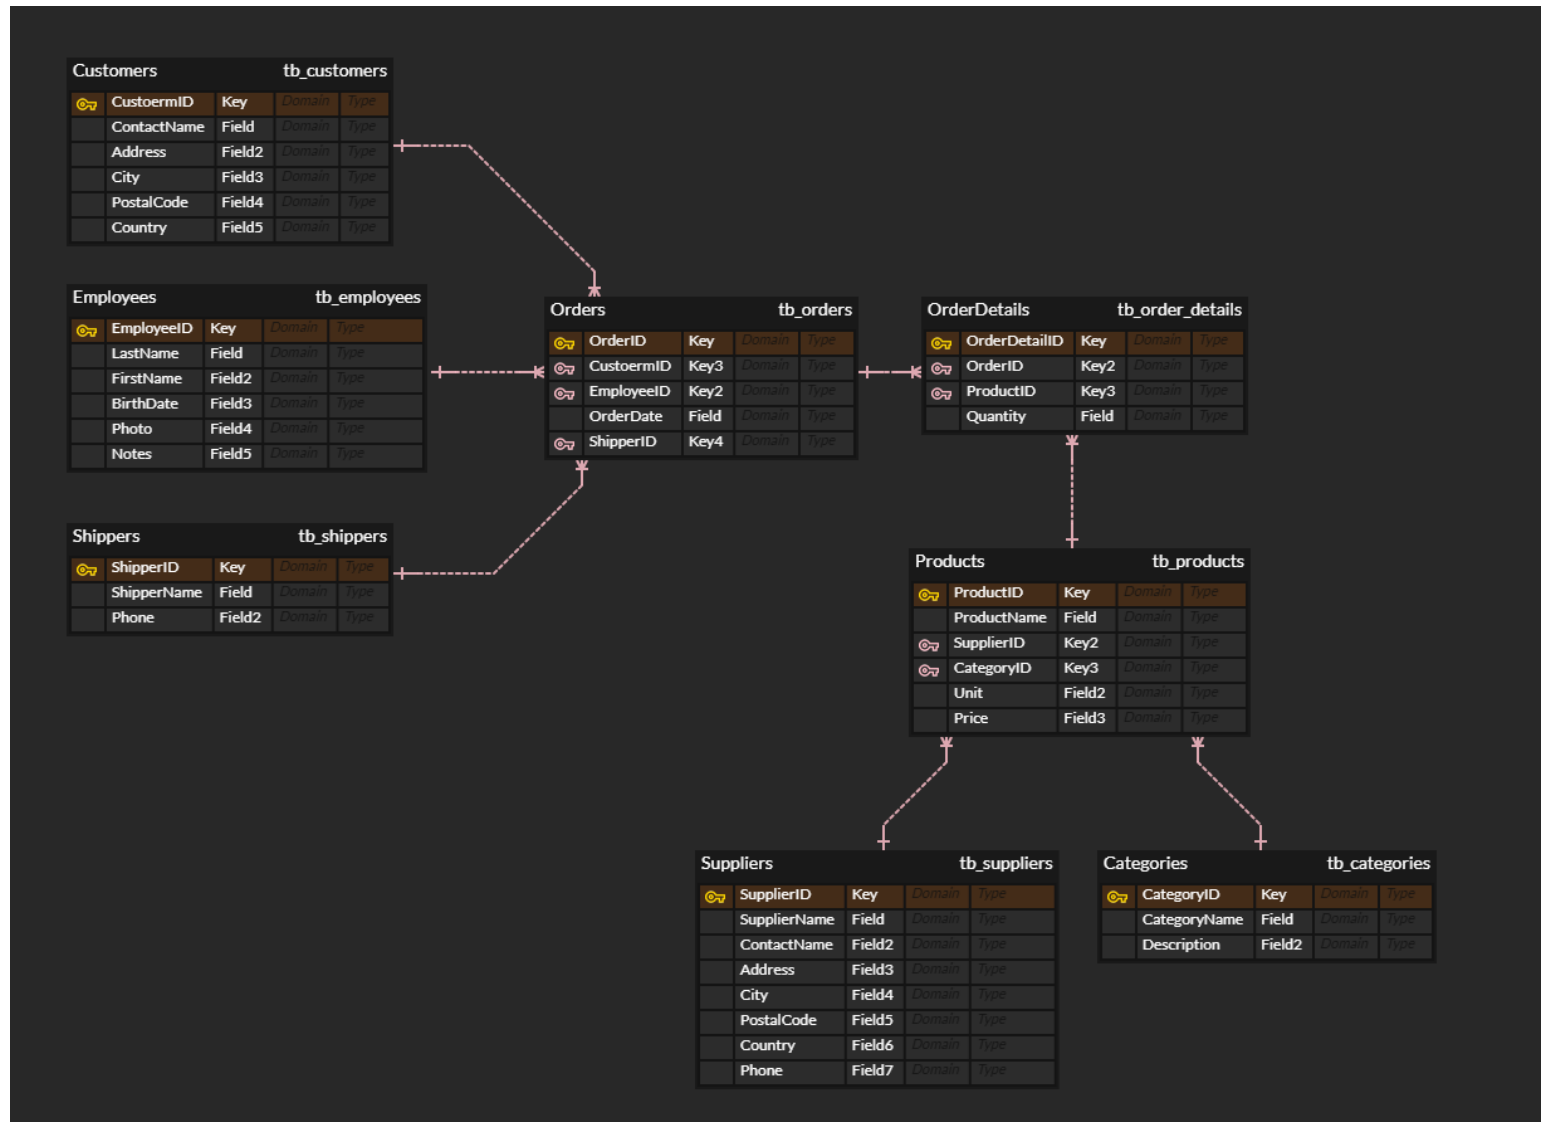 Customers tb_customers
CustoermID Key Domain Type
ContactName Field Domain Type
Address Field2 Domain Type
City Field3 Domain Type
PostalCode Field4 Domain Type
Country Field5 Domain Type
Employees tb_employees
EmployeeID Key Domain Type
LastName Field Domain Type
FirstName Field2 Domain Type
BirthDate Field3 Domain Type
Photo Field4 Domain Type
Notes Field5 Domain Type
Shippers tb_shippers
ShipperID Key Domain Type
ShipperName Field Domain Type
Phone Field2 Domain Type
Orders tb_orders
OrderID Key Domain Type
CustoermID Key3 Domain Type
EmployeeID Key2 Domain Type
OrderDate Field Domain Type
ShipperID Key4 Domain Type
OrderDetails tb_order_details
OrderDetailID Key Domain Type
OrderID Key2 Domain Type
ProductID Key3 Domain Type
Quantity Field Domain Type
Products tb_products
ProductID Key Domain Type
ProductName Field Domain Type
SupplierID Key2 Domain Type
CategoryID Key3 Domain Type
Unit Field2 Domain Type
Price Field3 Domain Type
Suppliers tb_suppliers
SupplierID Key Domain Type
SupplierName Field Domain Type
ContactName Field2 Domain Type
Address Field3 Domain Type
City Field4 Domain Type
PostalCode Field5 Domain Type
Country Field6 Domain Type
Phone Field7 Domain Type
Categories tb_categories
CategoryID Key Domain Type
CategoryName Field Domain Type
Description Field2 Domain Type